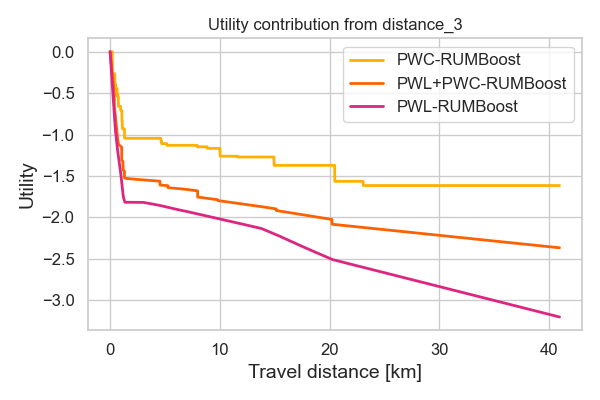 Utility contribution from distance_3
PWC-RUMBoost
PWL+PWC-RUMBoost
PWL-RUMBoost
Utility
0.0
−0.5
−1.0
−1.5
−2.0
−2.5
−3.0
0 10 20 30 40
Travel distance [km]